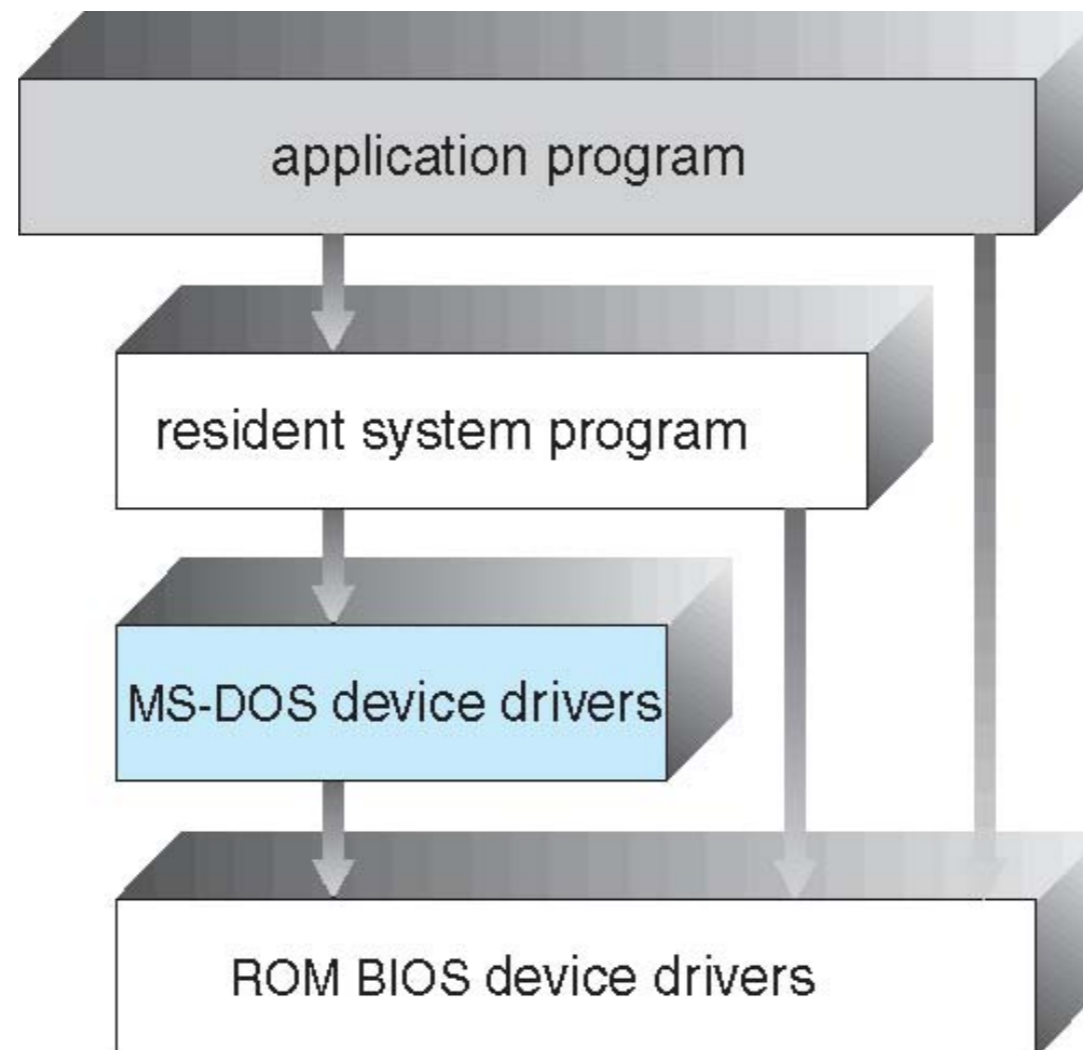 application program
resident system program
MS-DOS device drivers
ROM BIOS device drivers